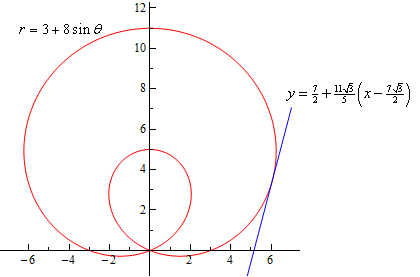 12
r = 3 + 8 sin θ
10
8
y = 7/2 + 11√3/5 (x − 7√3/2)
6
4
2
−6 −4 −2 2 4 6